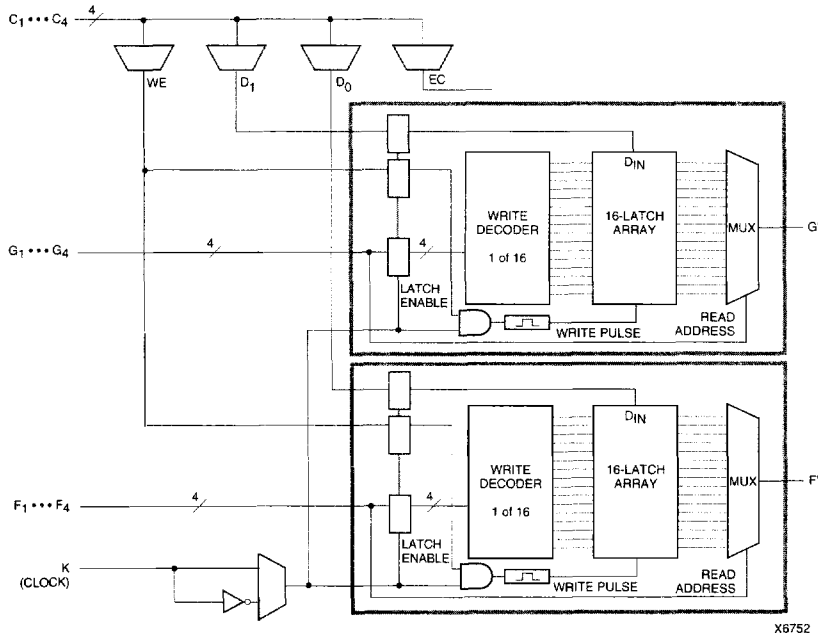 C1 • • • C4
4
WE
D1
D0
EC
DIN
WRITE
DECODER
1 of 16
16-LATCH
ARRAY
MUX
G'
G1 • • • G4
4
4
LATCH
ENABLE
READ
ADDRESS
WRITE PULSE
DIN
WRITE
DECODER
1 of 16
16-LATCH
ARRAY
MUX
F'
F1 • • • F4
4
4
LATCH
ENABLE
K
(CLOCK)
READ
ADDRESS
WRITE PULSE
X6752